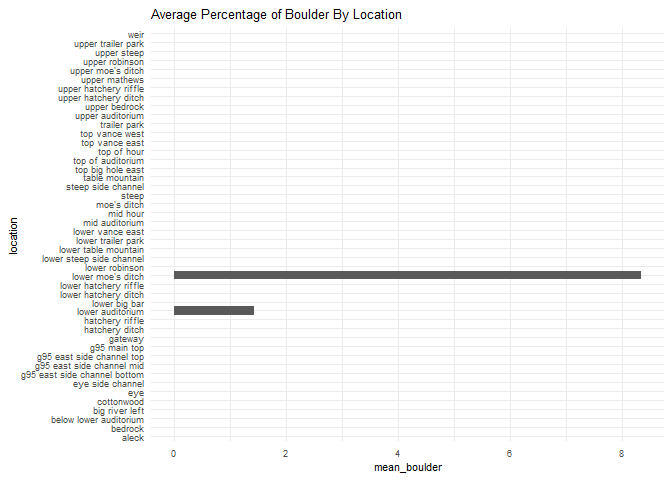 Average Percentage of Boulder By Location
location
weir
upper trailer park
upper steep
upper robinson
upper moe's ditch
upper mathews
upper hatchery riffle
upper hatchery ditch
upper bedrock
upper auditorium
trailer park
top vance west
top vance east
top of hour
top of auditorium
top big hole east
table mountain
steep side channel
steep
moe's ditch
mid hour
mid auditorium
lower vance east
lower trailer park
lower table mountain
lower steep side channel
lower robinson
lower moe's ditch
lower hatchery riffle
lower hatchery ditch
lower big bar
lower auditorium
hatchery riffle
hatchery ditch
gateway
g95 main top
g95 east side channel top
g95 east side channel mid
g95 east side channel bottom
eye side channel
eye
cottonwood
big river left
below lower auditorium
bedrock
aleck
0 2 4 6 8
mean_boulder